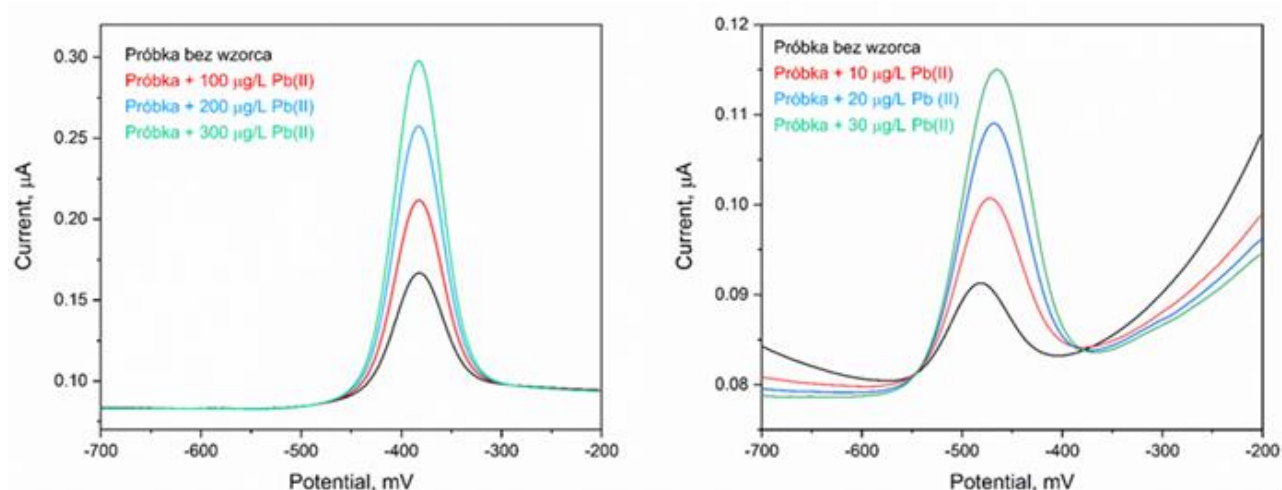 Próbka bez wzorca
Próbka + 100 µg/L Pb(II)
Próbka + 200 µg/L Pb(II)
Próbka + 300 µg/L Pb(II)
0.30
0.25
0.20
0.15
0.10
Current, µA
-700 -600 -500 -400 -300 -200
Potential, mV
Próbka bez wzorca
Próbka + 10 µg/L Pb(II)
Próbka + 20 µg/L Pb (II)
Próbka + 30 µg/L Pb(II)
0.12
0.11
0.10
0.09
0.08
Current, µA
-700 -600 -500 -400 -300 -200
Potential, mV